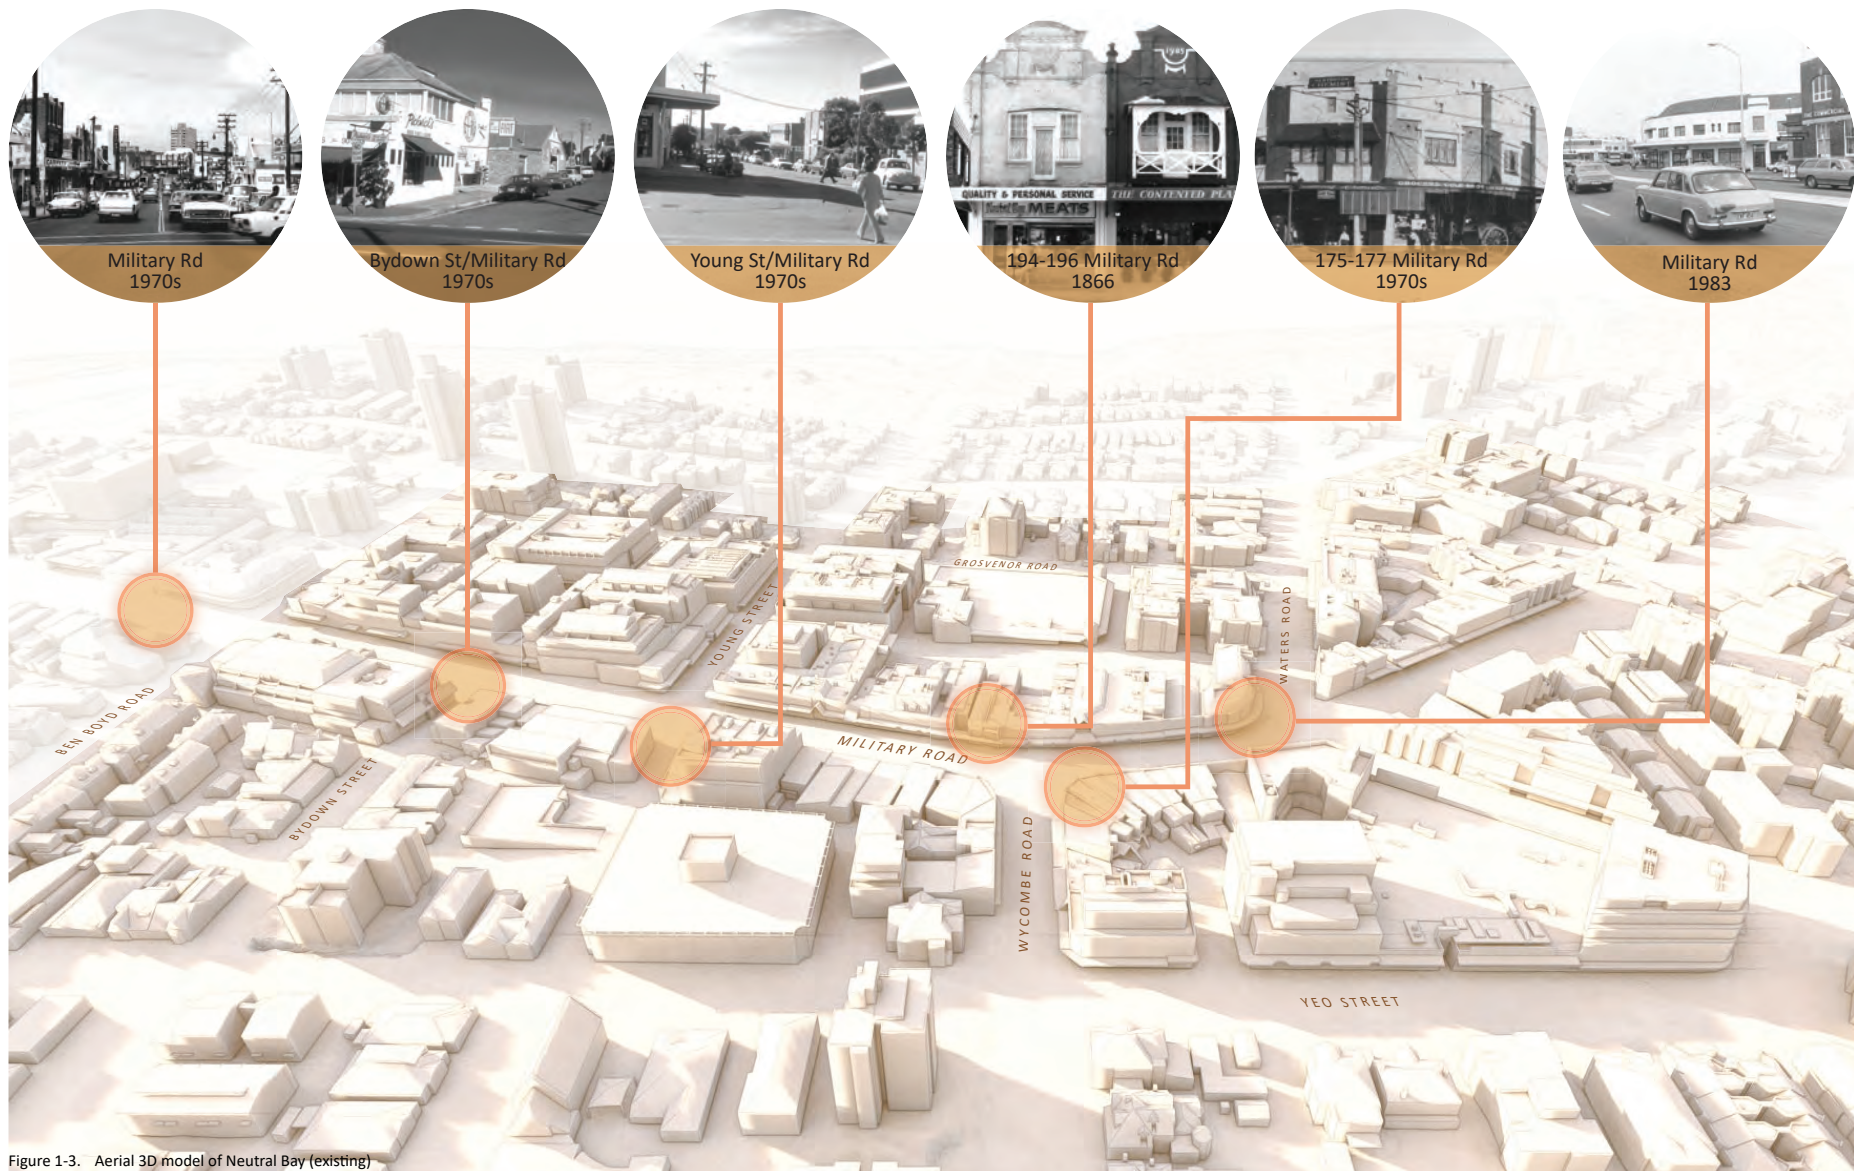 Military Rd
1970s
Bydown St/Military Rd
1970s
Young St/Military Rd
1970s
1905
QUALITY & PERSONAL SERVICE
MEATS
THE CONTENTED
194-196 Military Rd
1866
175-177 Military Rd
1970s
Military Rd
1983
GROSVENOR ROAD
YOUNG STREET
WATERS ROAD
BEN BOYD ROAD
MILITARY ROAD
BYDOWN STREET
WYCOMBE ROAD
YEO STREET
Figure 1-3. Aerial 3D model of Neutral Bay (existing)